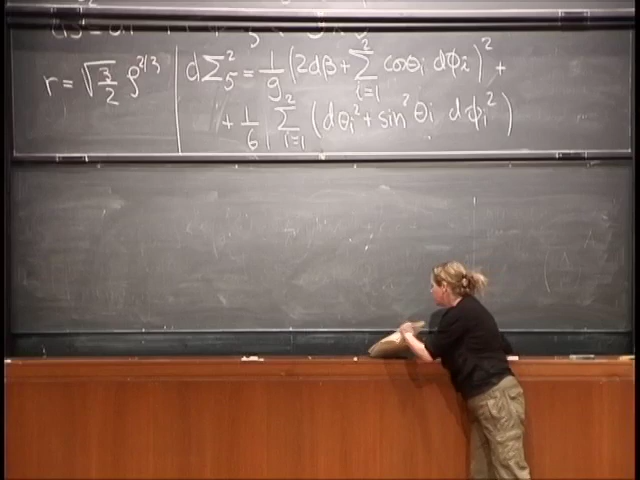 r = √(3/2) ρ^{2/3}
dΣ₅² = 1/9 (2dβ + Σ_{i=1}^{2} cosθi dφi)² +
+ 1/6 Σ_{i=1}^{2} (dθi² + sin²θi dφi²)